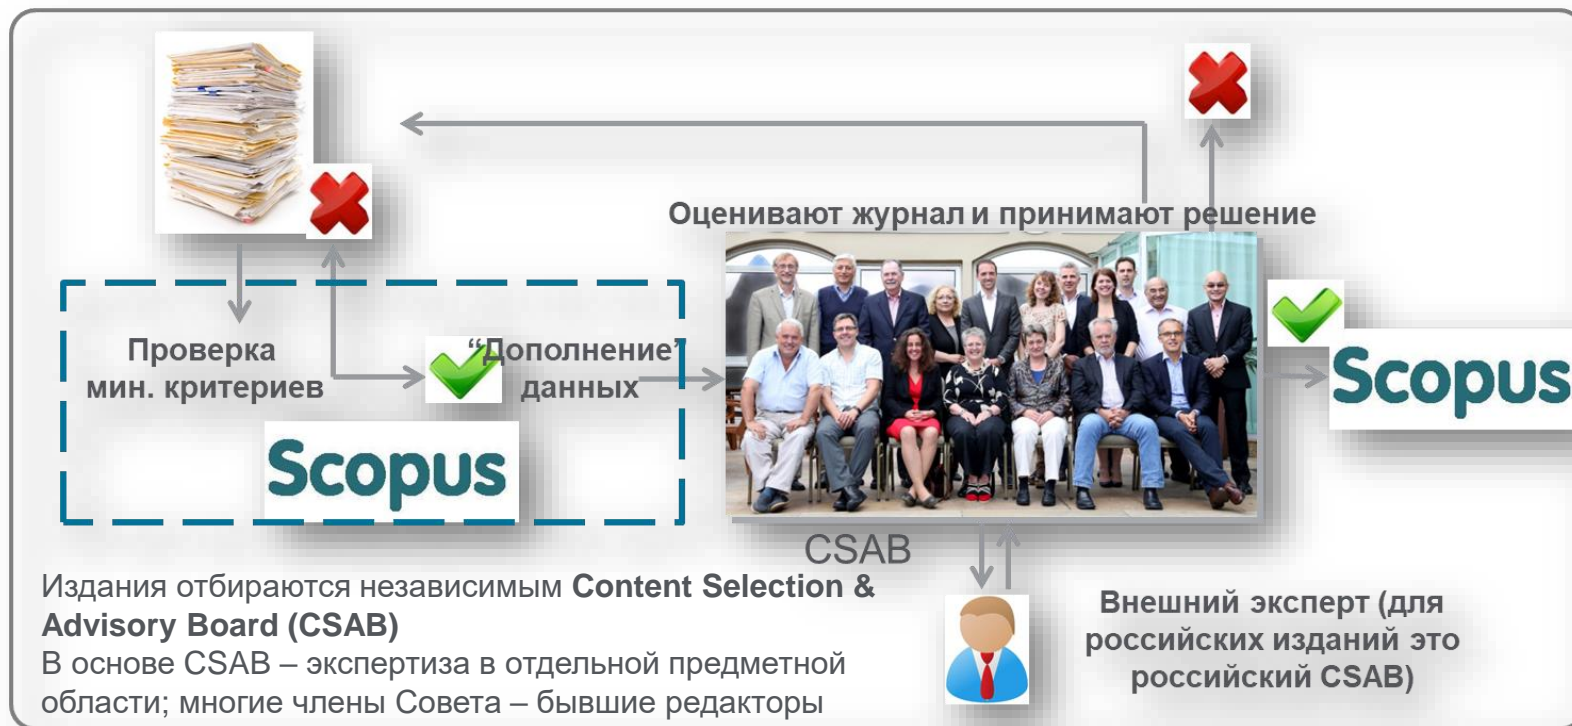 Оценивают журнал и принимают решение
Проверка
мин. критериев
“Дополнение”
данных
Scopus
Scopus
CSAB
Издания отбираются независимым Content Selection &
Advisory Board (CSAB)
В основе CSAB – экспертиза в отдельной предметной
области; многие члены Совета – бывшие редакторы
Внешний эксперт (для
российских изданий это
российский CSAB)